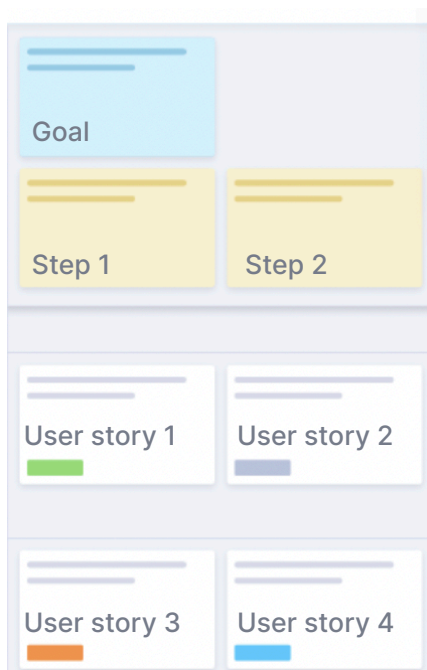 Goal
Step 1
Step 2
User story 1
User story 2
User story 3
User story 4